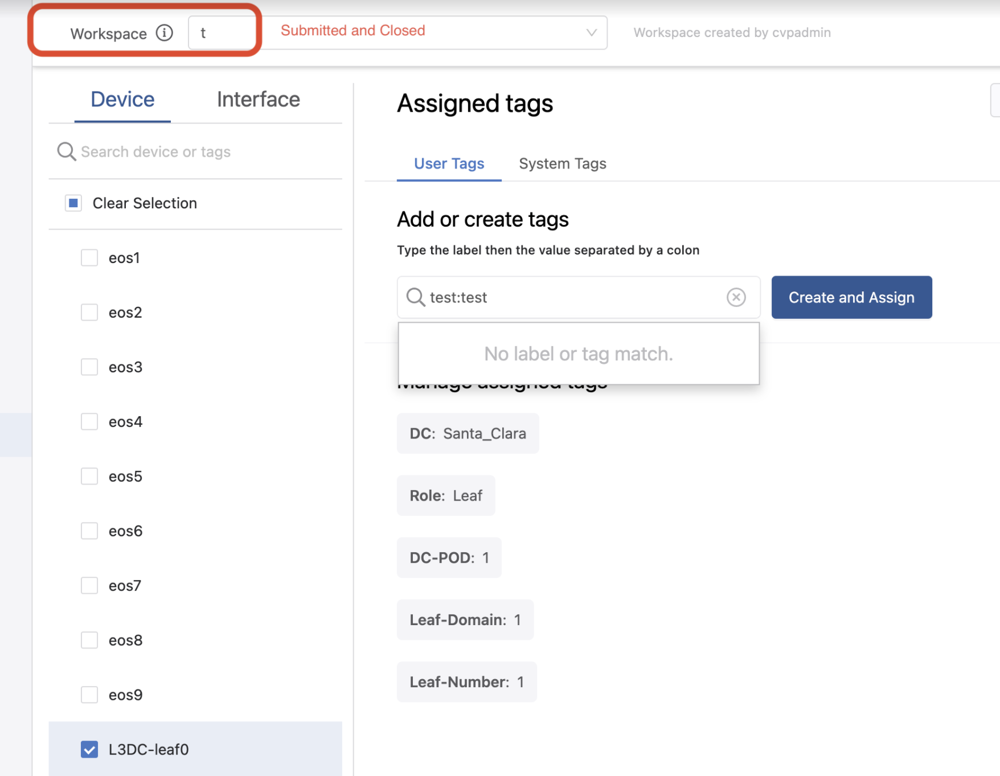 Workspace t Submitted and Closed Workspace created by cvpadmin
Device Interface
Search device or tags
Clear Selection
eos1
eos2
eos3
eos4
eos5
eos6
eos7
eos8
eos9
L3DC-leaf0
Assigned tags
User Tags System Tags
Add or create tags
Type the label then the value separated by a colon
test:test Create and Assign
No label or tag match.
Manage assigned tags
DC: Santa_Clara
Role: Leaf
DC-POD: 1
Leaf-Domain: 1
Leaf-Number: 1